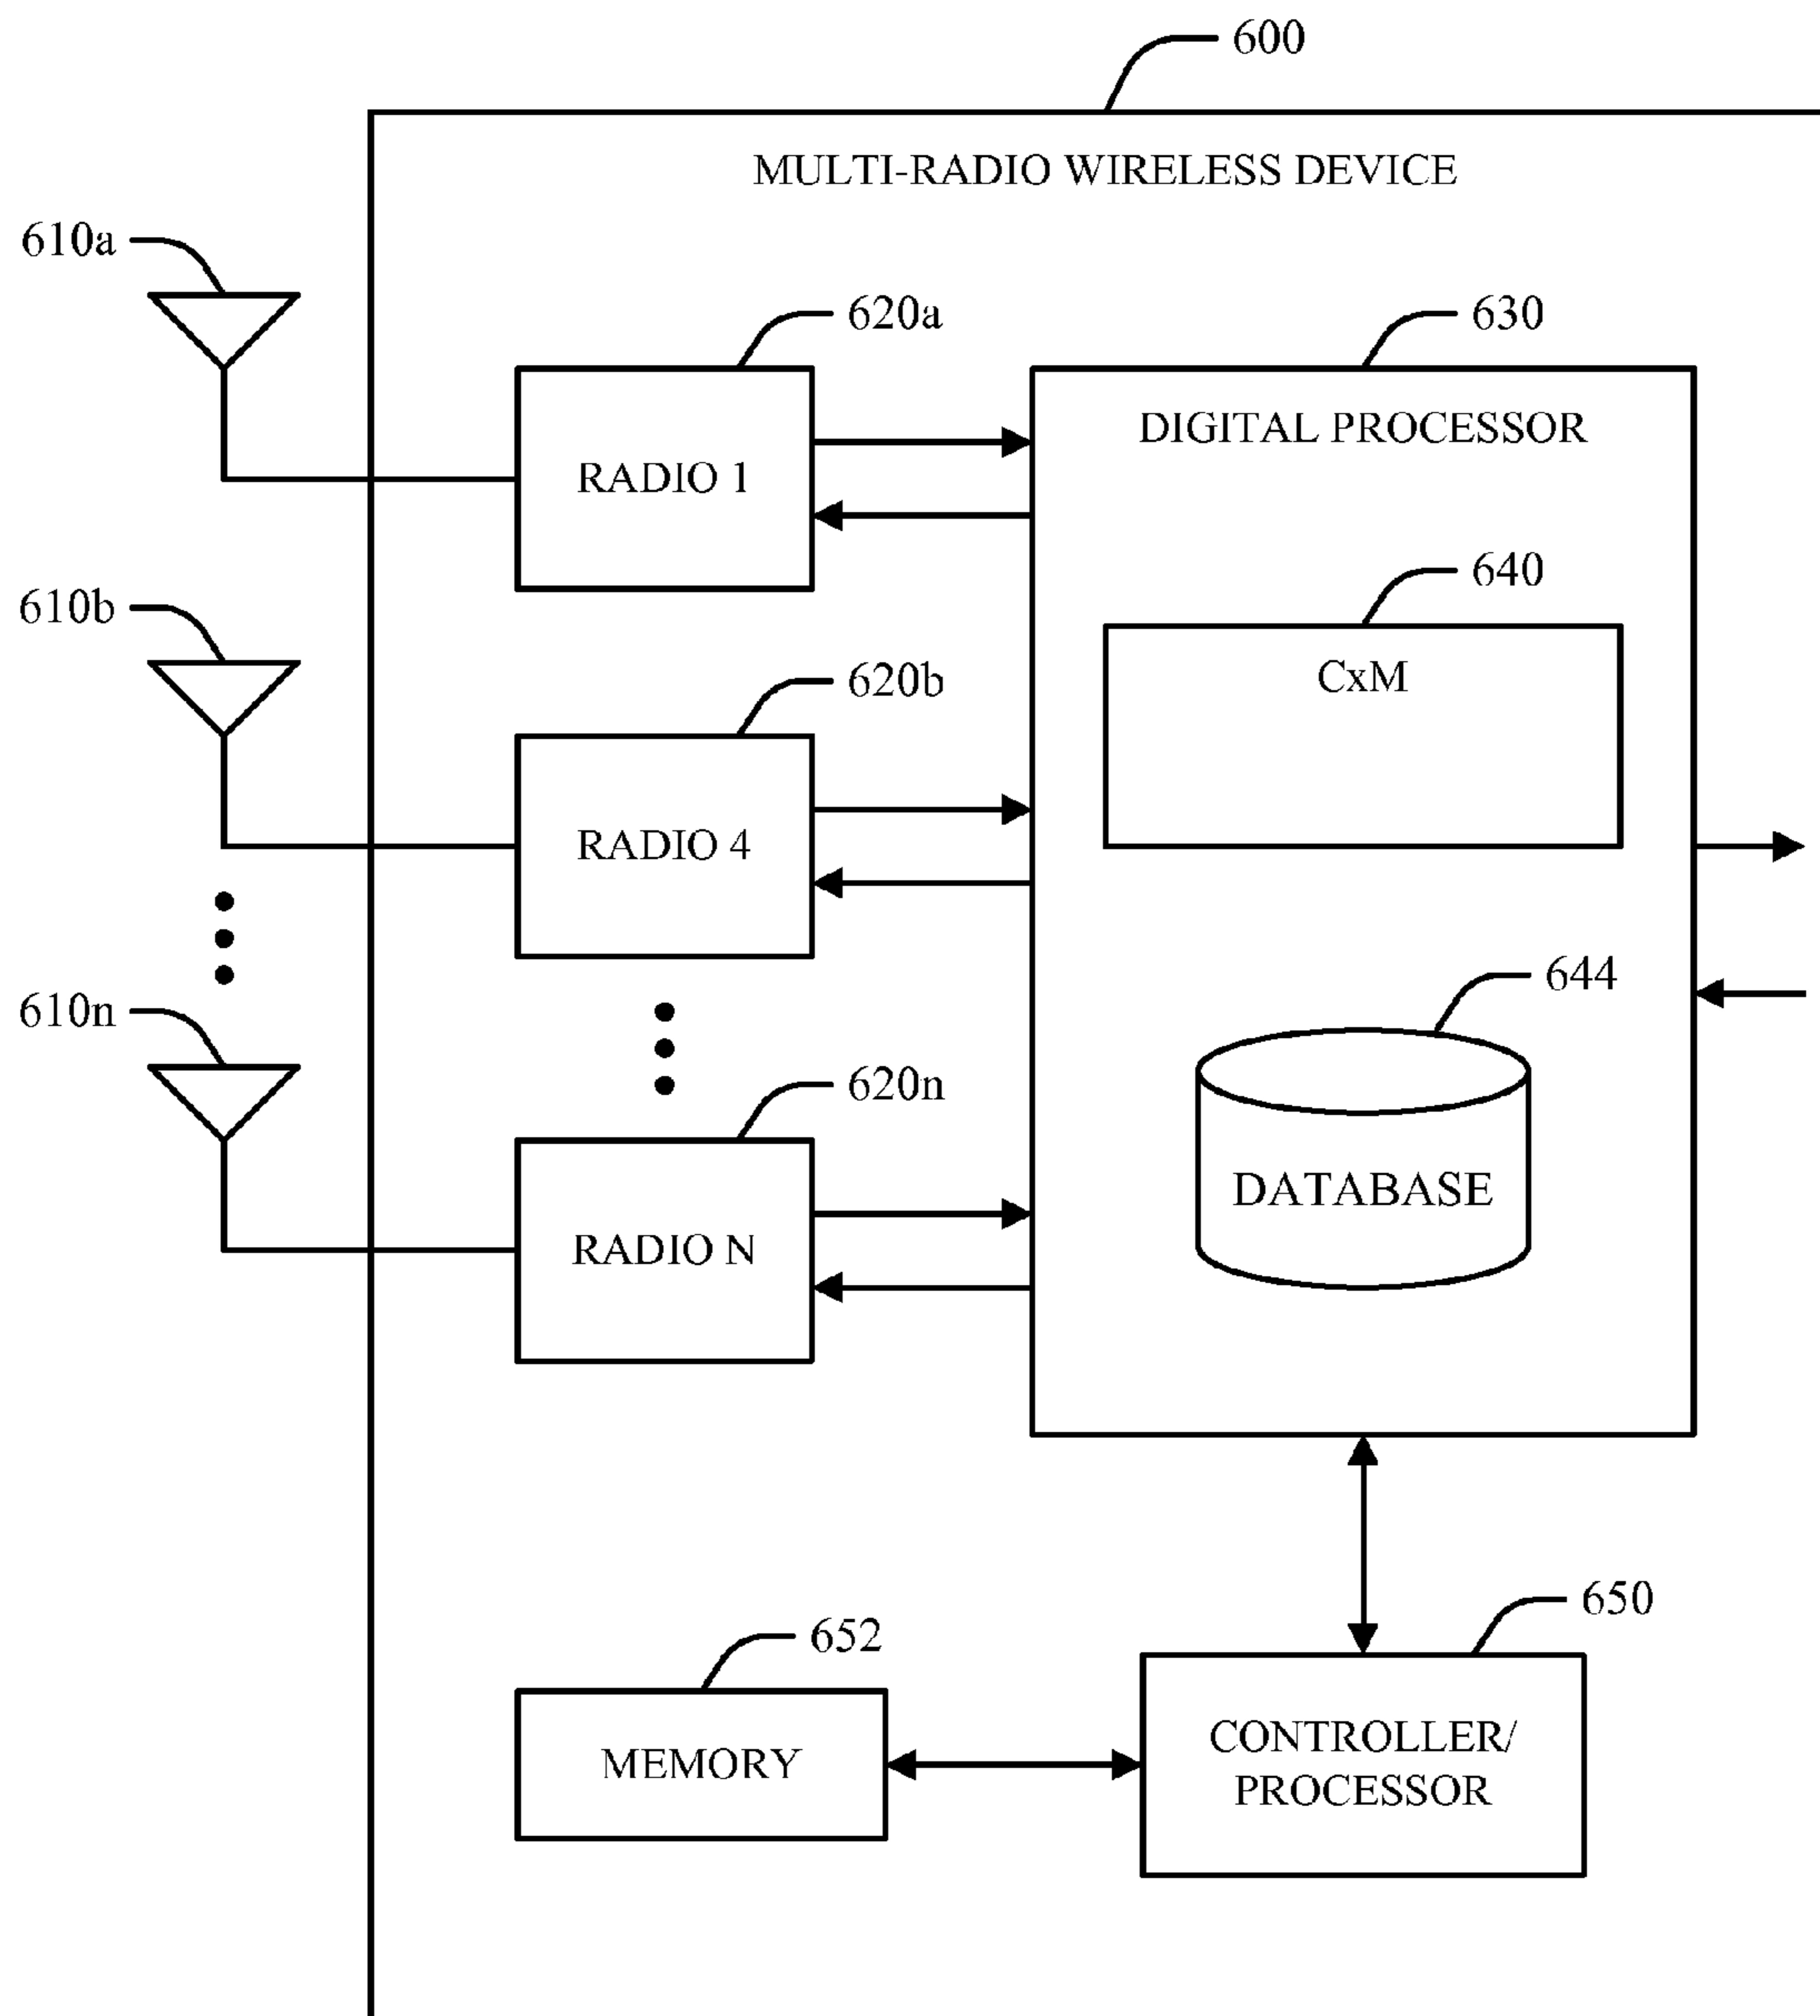 600
MULTI-RADIO WIRELESS DEVICE
610a
620a
630
RADIO 1
DIGITAL PROCESSOR
640
610b
CxM
620b
RADIO 4
644
610n
620n
DATABASE
RADIO N
650
652
MEMORY
CONTROLLER/
PROCESSOR